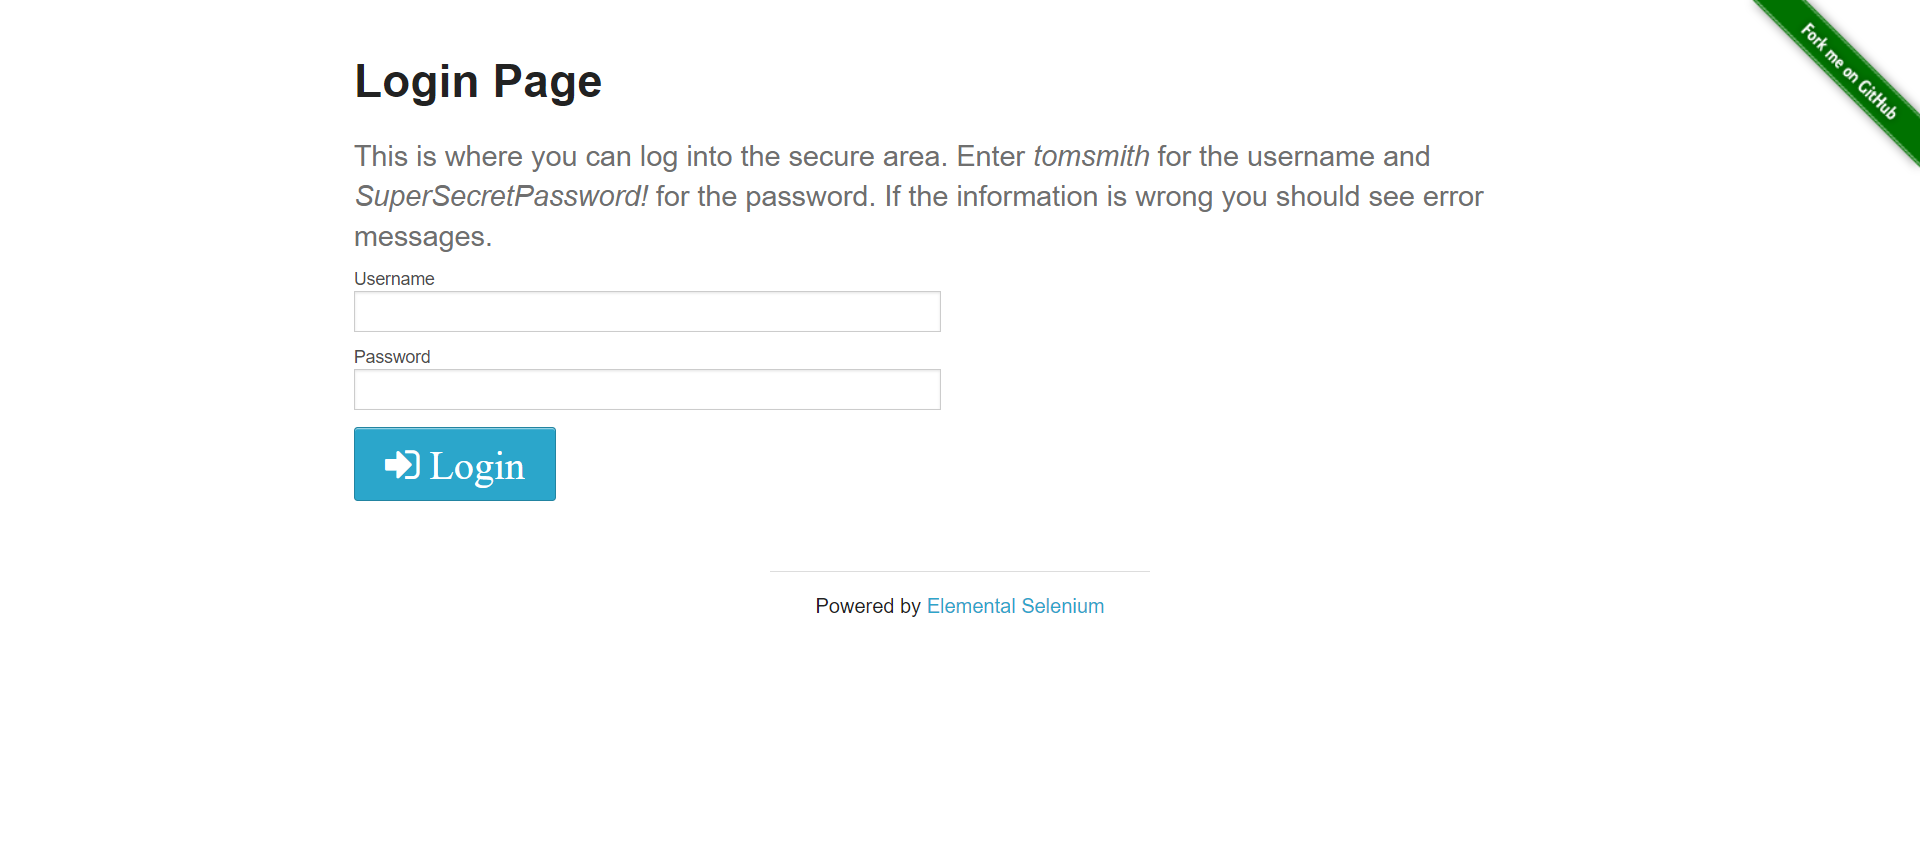 Fork me on GitHub
Login Page
This is where you can log into the secure area. Enter tomsmith for the username and
SuperSecretPassword! for the password. If the information is wrong you should see error
messages.
Username
Password
Login
Powered by Elemental Selenium